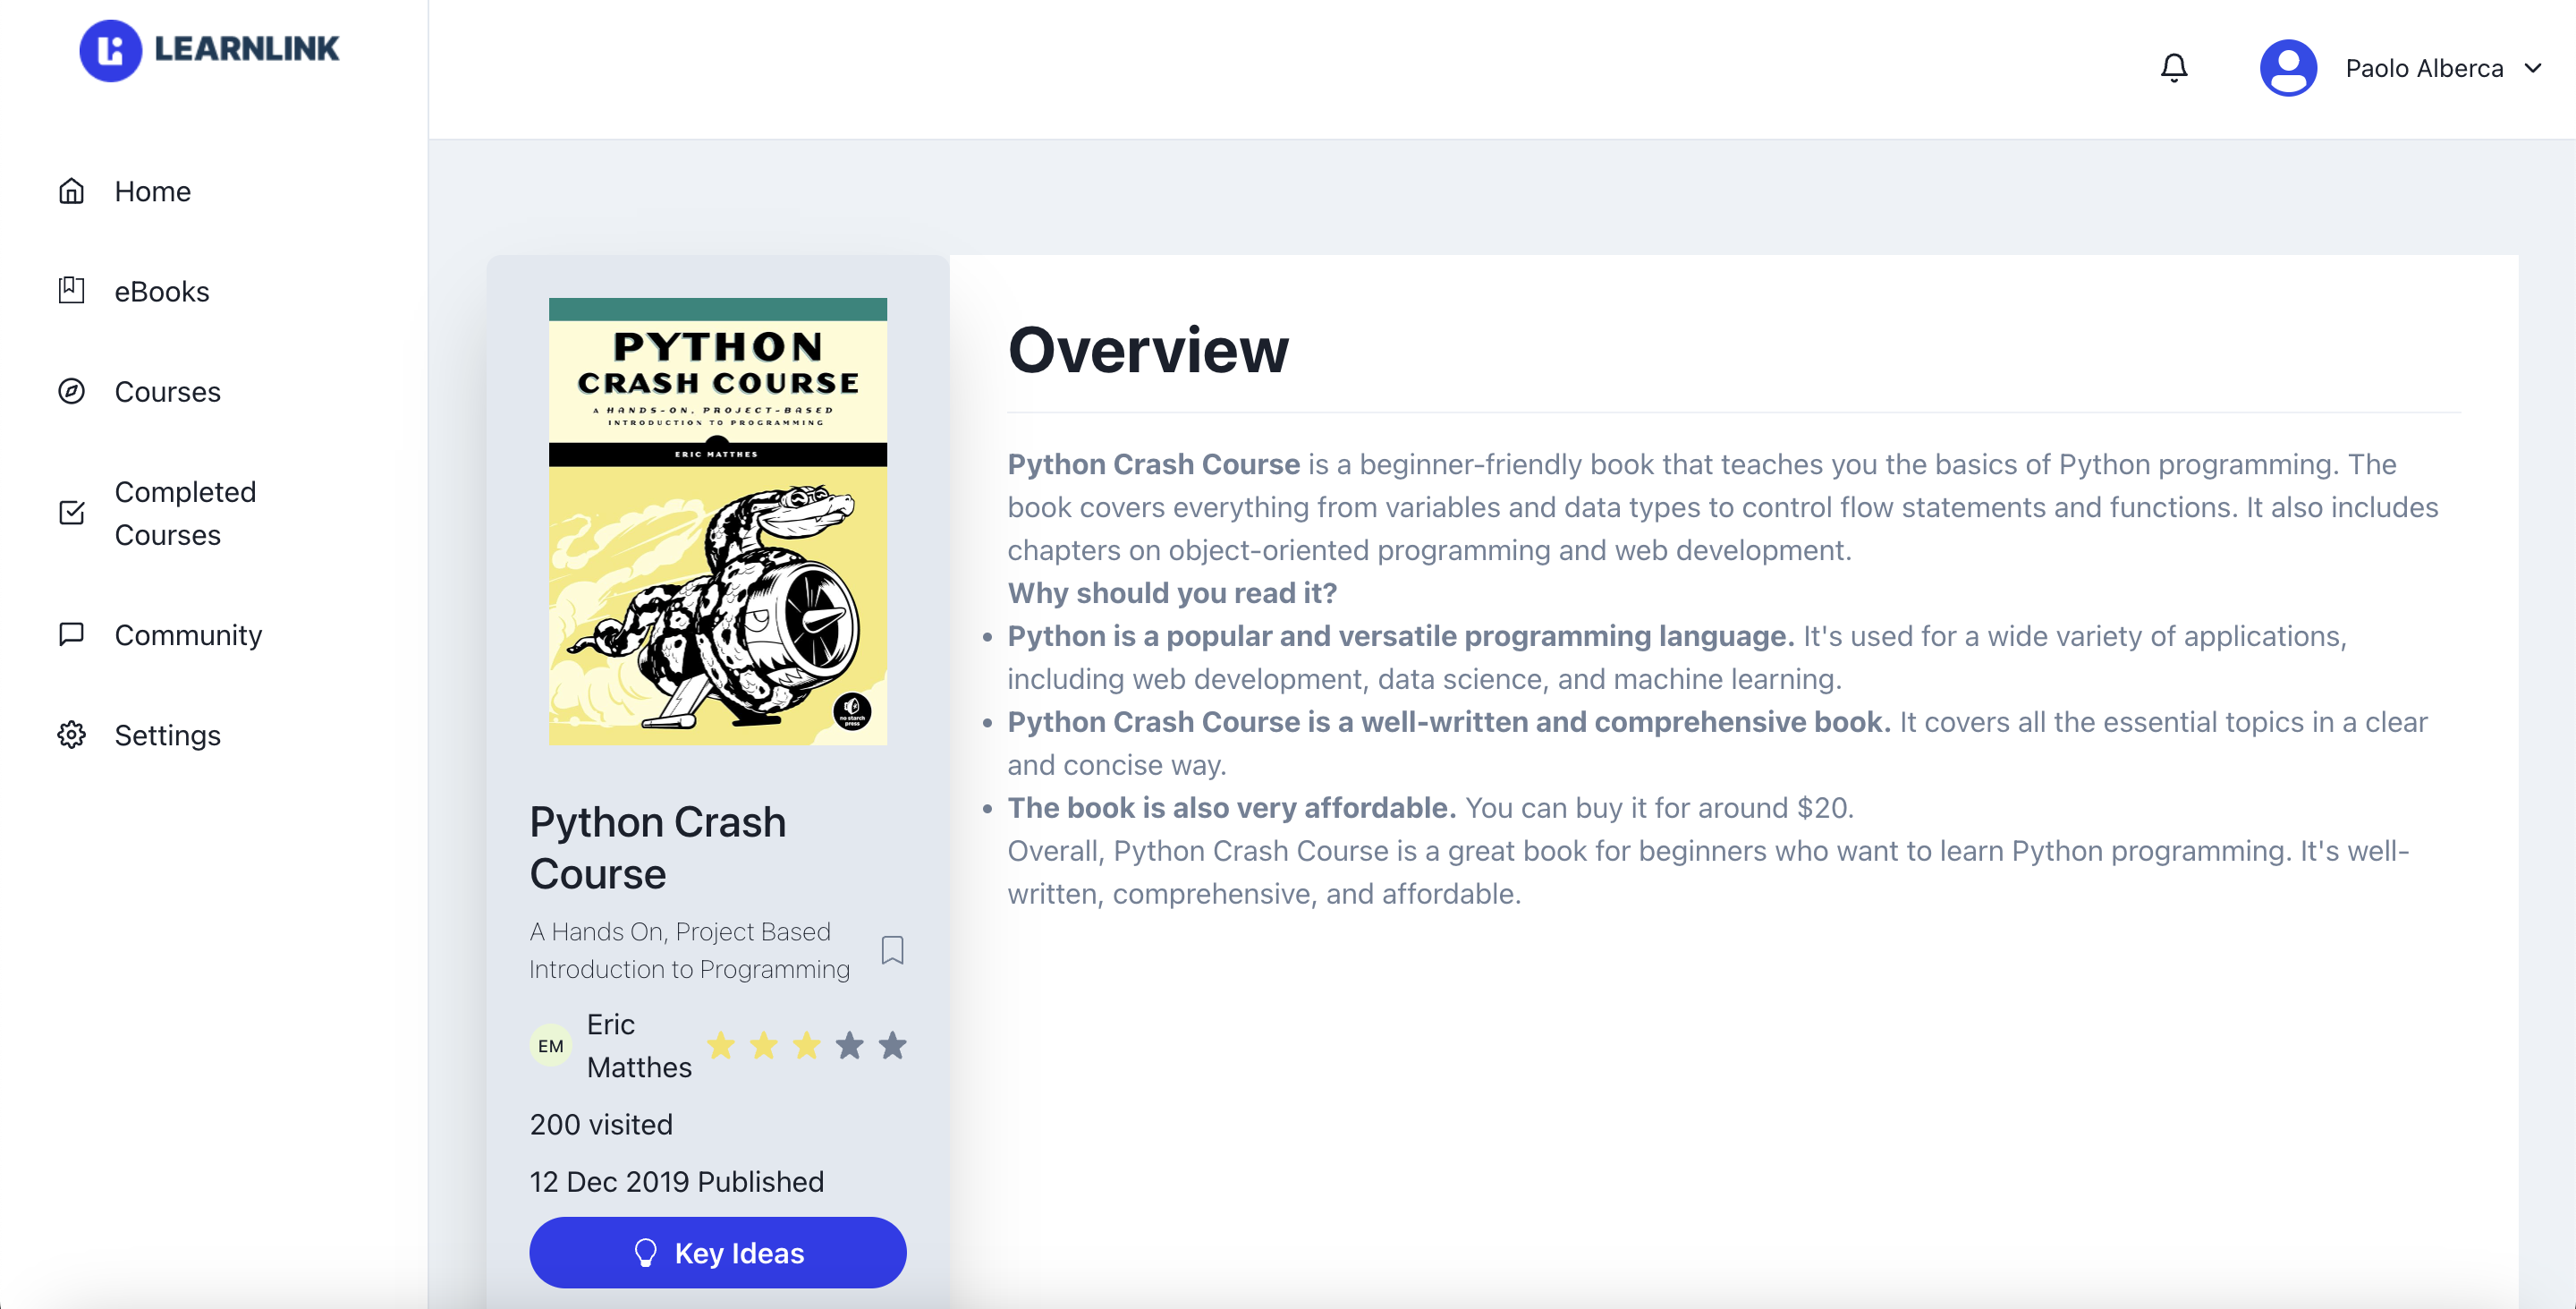 LEARNLINK
Paolo Alberca
Home
eBooks
Courses
Completed
Courses
Community
Settings
PYTHON
CRASH COURSE
A HANDS-ON, PROJECT-BASED
INTRODUCTION TO PROGRAMMING
ERIC MATTHES
no starch
press
Python Crash
Course
A Hands On, Project Based
Introduction to Programming
EM
Eric
Matthes
200 visited
12 Dec 2019 Published
Key Ideas
Overview
Python Crash Course is a beginner-friendly book that teaches you the basics of Python programming. The
book covers everything from variables and data types to control flow statements and functions. It also includes
chapters on object-oriented programming and web development.
Why should you read it?
• Python is a popular and versatile programming language. It's used for a wide variety of applications,
including web development, data science, and machine learning.
• Python Crash Course is a well-written and comprehensive book. It covers all the essential topics in a clear
and concise way.
• The book is also very affordable. You can buy it for around $20.
Overall, Python Crash Course is a great book for beginners who want to learn Python programming. It's well-
written, comprehensive, and affordable.